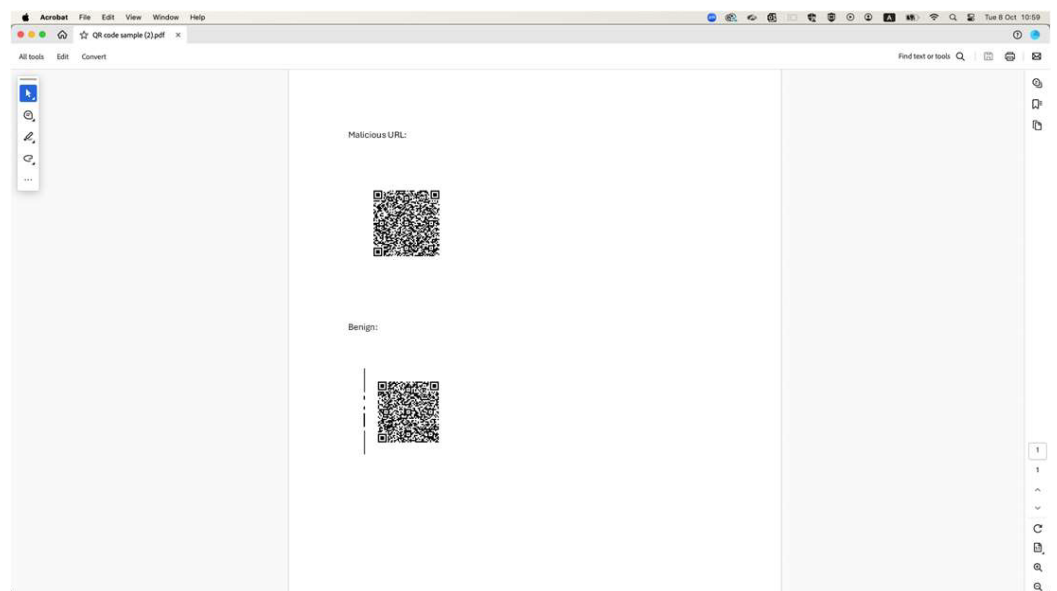 Acrobat File Edit View Window Help Tue 8 Oct 10:59
QR code sample (2).pdf
All tools Edit Convert Find text or tools
Malicious URL:
Benign:
1
1